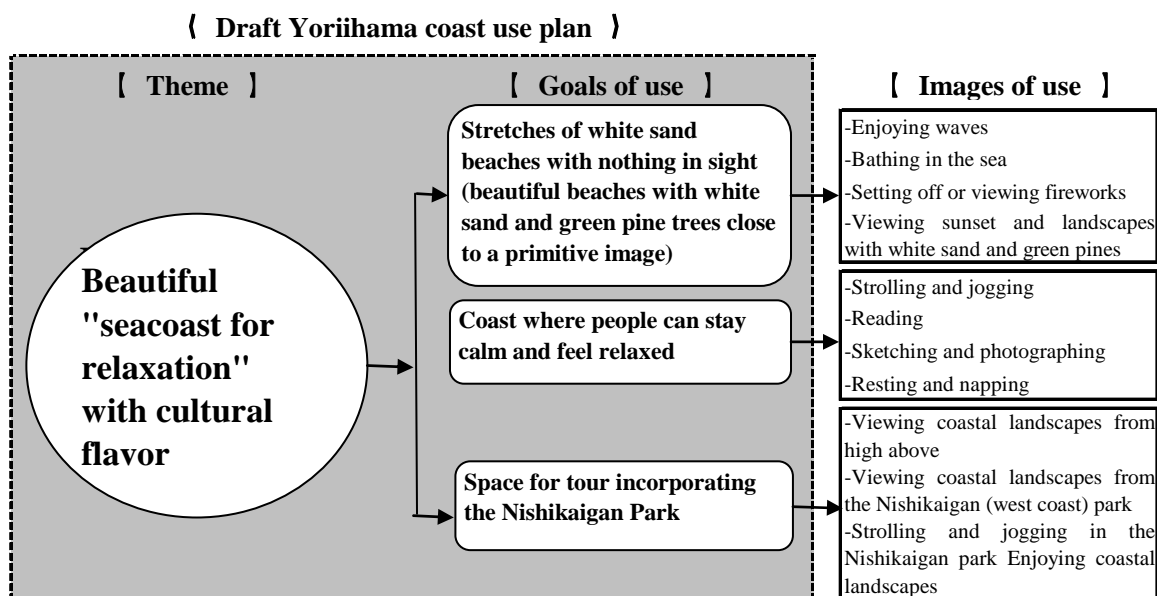 ⟨ Draft Yoriihama coast use plan ⟩
【 Theme 】
【 Goals of use 】
【 Images of use 】
Beautiful
"seacoast for
relaxation"
with cultural
flavor
Stretches of white sand
beaches with nothing in sight
(beautiful beaches with white
sand and green pine trees close
to a primitive image)
Coast where people can stay
calm and feel relaxed
Space for tour incorporating
the Nishikaigan Park
-Enjoying waves
-Bathing in the sea
-Setting off or viewing fireworks
-Viewing sunset and landscapes
with white sand and green pines
-Strolling and jogging
-Reading
-Sketching and photographing
-Resting and napping
-Viewing coastal landscapes from
high above
-Viewing coastal landscapes from
the Nishikaigan (west coast) park
-Strolling and jogging in the
Nishikaigan park Enjoying coastal
landscapes